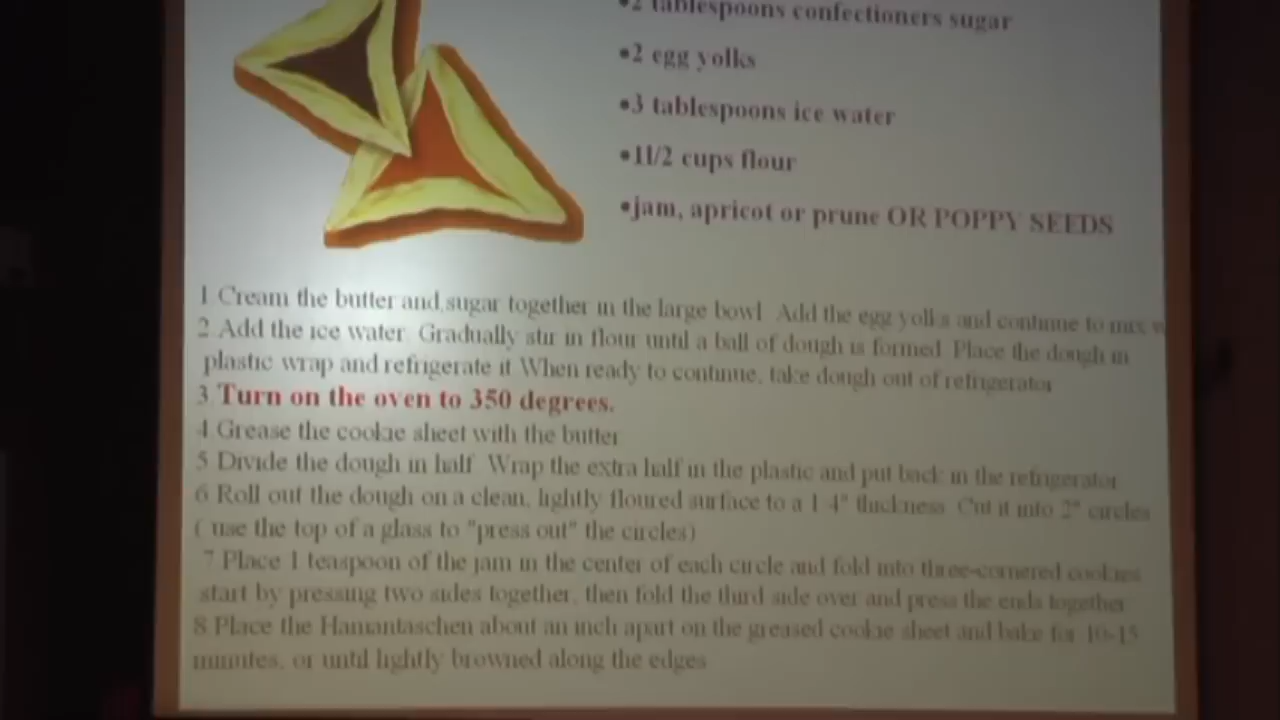 •2 tablespoons confectioners sugar
•2 egg yolks
•3 tablespoons ice water
•11/2 cups flour
•jam, apricot or prune OR POPPY SEEDS
1 Cream the butter and sugar together in the large bowl Add the egg yolks and continue to mix
2 Add the ice water Gradually stir in flour until a ball of dough is formed Place the dough in
plastic wrap and refrigerate it When ready to continue, take dough out of refrigerator
3 Turn on the oven to 350 degrees.
4 Grease the cookie sheet with the butter
5 Divide the dough in half Wrap the extra half in the plastic and put back in the refrigerator
6 Roll out the dough on a clean, lightly floured surface to a 1 4" thickness Cut it into 2" circles
( use the top of a glass to "press out" the circles)
7 Place 1 teaspoon of the jam in the center of each circle and fold into three-cornered cookies
start by pressing two sides together, then fold the third side over and press the ends together
8 Place the Hamantaschen about an inch apart on the greased cookie sheet and bake for 10-15
minutes, or until lightly browned along the edges